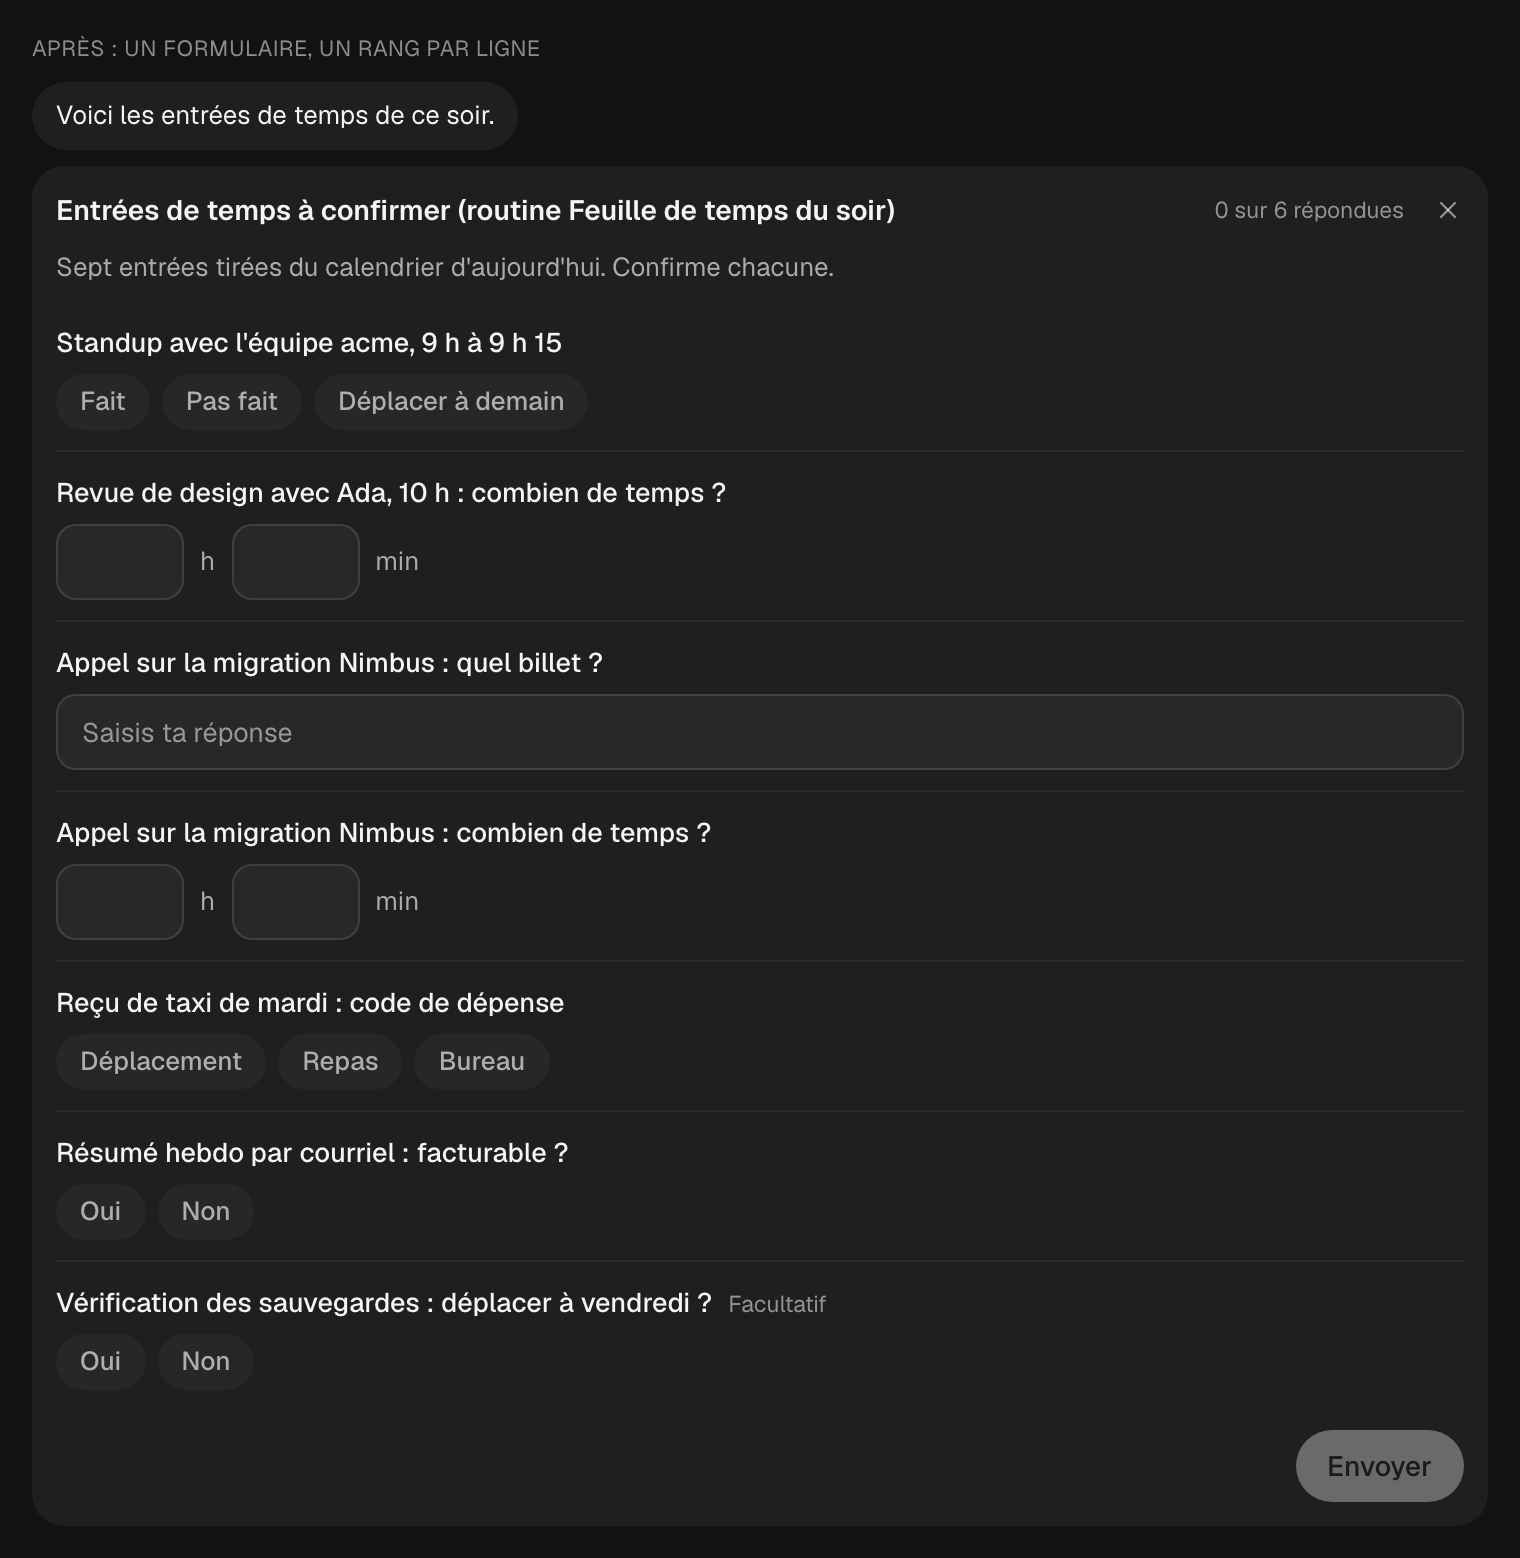 APRÈS : UN FORMULAIRE, UN RANG PAR LIGNE
Voici les entrées de temps de ce soir.
Entrées de temps à confirmer (routine Feuille de temps du soir)
0 sur 6 répondues
Sept entrées tirées du calendrier d'aujourd'hui. Confirme chacune.
Standup avec l'équipe acme, 9 h à 9 h 15
Fait Pas fait Déplacer à demain
Revue de design avec Ada, 10 h : combien de temps ?
h min
Appel sur la migration Nimbus : quel billet ?
Saisis ta réponse
Appel sur la migration Nimbus : combien de temps ?
h min
Reçu de taxi de mardi : code de dépense
Déplacement Repas Bureau
Résumé hebdo par courriel : facturable ?
Oui Non
Vérification des sauvegardes : déplacer à vendredi ? Facultatif
Oui Non
Envoyer